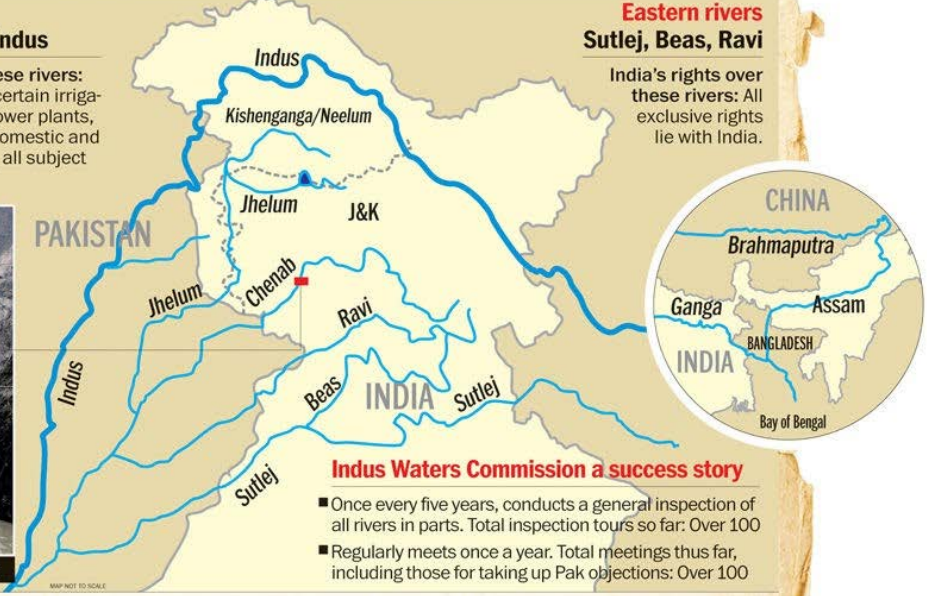 ndus
ese rivers:
certain irriga-
ower plants,
omestic and
all subject
Eastern rivers
Sutlej, Beas, Ravi
India's rights over
these rivers: All
exclusive rights
lie with India.
Indus
Kishenganga/Neelum
Jhelum
J&K
PAKISTAN
Jhelum
Chenab
Ravi
Indus
Beas
INDIA
Sutlej
Sutlej
CHINA
Brahmaputra
Ganga
Assam
BANGLADESH
INDIA
Bay of Bengal
Indus Waters Commission a success story
■ Once every five years, conducts a general inspection of
all rivers in parts. Total inspection tours so far: Over 100
■ Regularly meets once a year. Total meetings thus far,
including those for taking up Pak objections: Over 100
MAP NOT TO SCALE